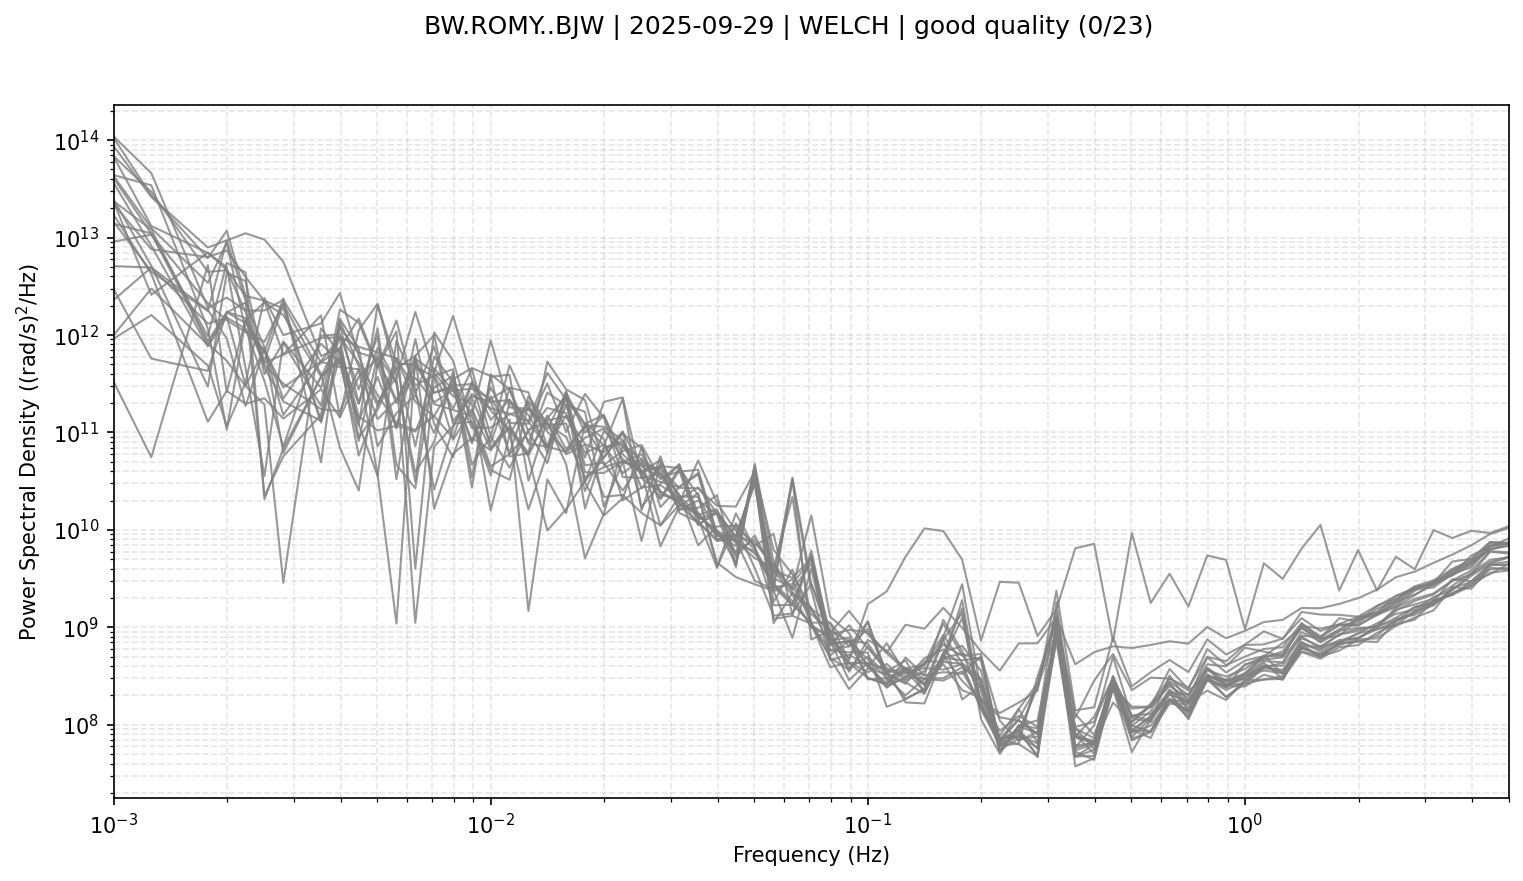 BW.ROMY..BJW | 2025-09-29 | WELCH | good quality (0/23)
Power Spectral Density ((rad/s)²/Hz)
10¹⁴
10¹³
10¹²
10¹¹
10¹⁰
10⁹
10⁸
10⁻³ 10⁻² 10⁻¹ 10⁰
Frequency (Hz)